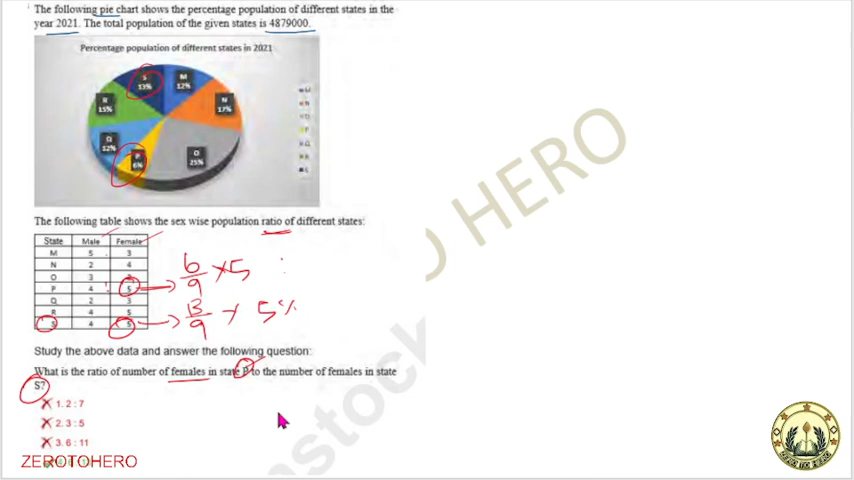 The following pie chart shows the percentage population of different states in the
year 2021. The total population of the given states is 4879000.
Percentage population of different states in 2021
S
13%
M
12%
R
15%
N
17%
Q
12%
P
6%
O
25%
The following table shows the sex wise population ratio of different states:
State Male Female
M 5 3
N 2 4
O 3
P 4 5
Q 2 3
R 4 5
S 4 5
6/9 × 5
13/9 × 5
Study the above data and answer the following question:
What is the ratio of number of females in state P to the number of females in state
S?
1. 2 : 7
2. 3 : 5
3. 6 : 11
ZEROTOHERO
O HERO